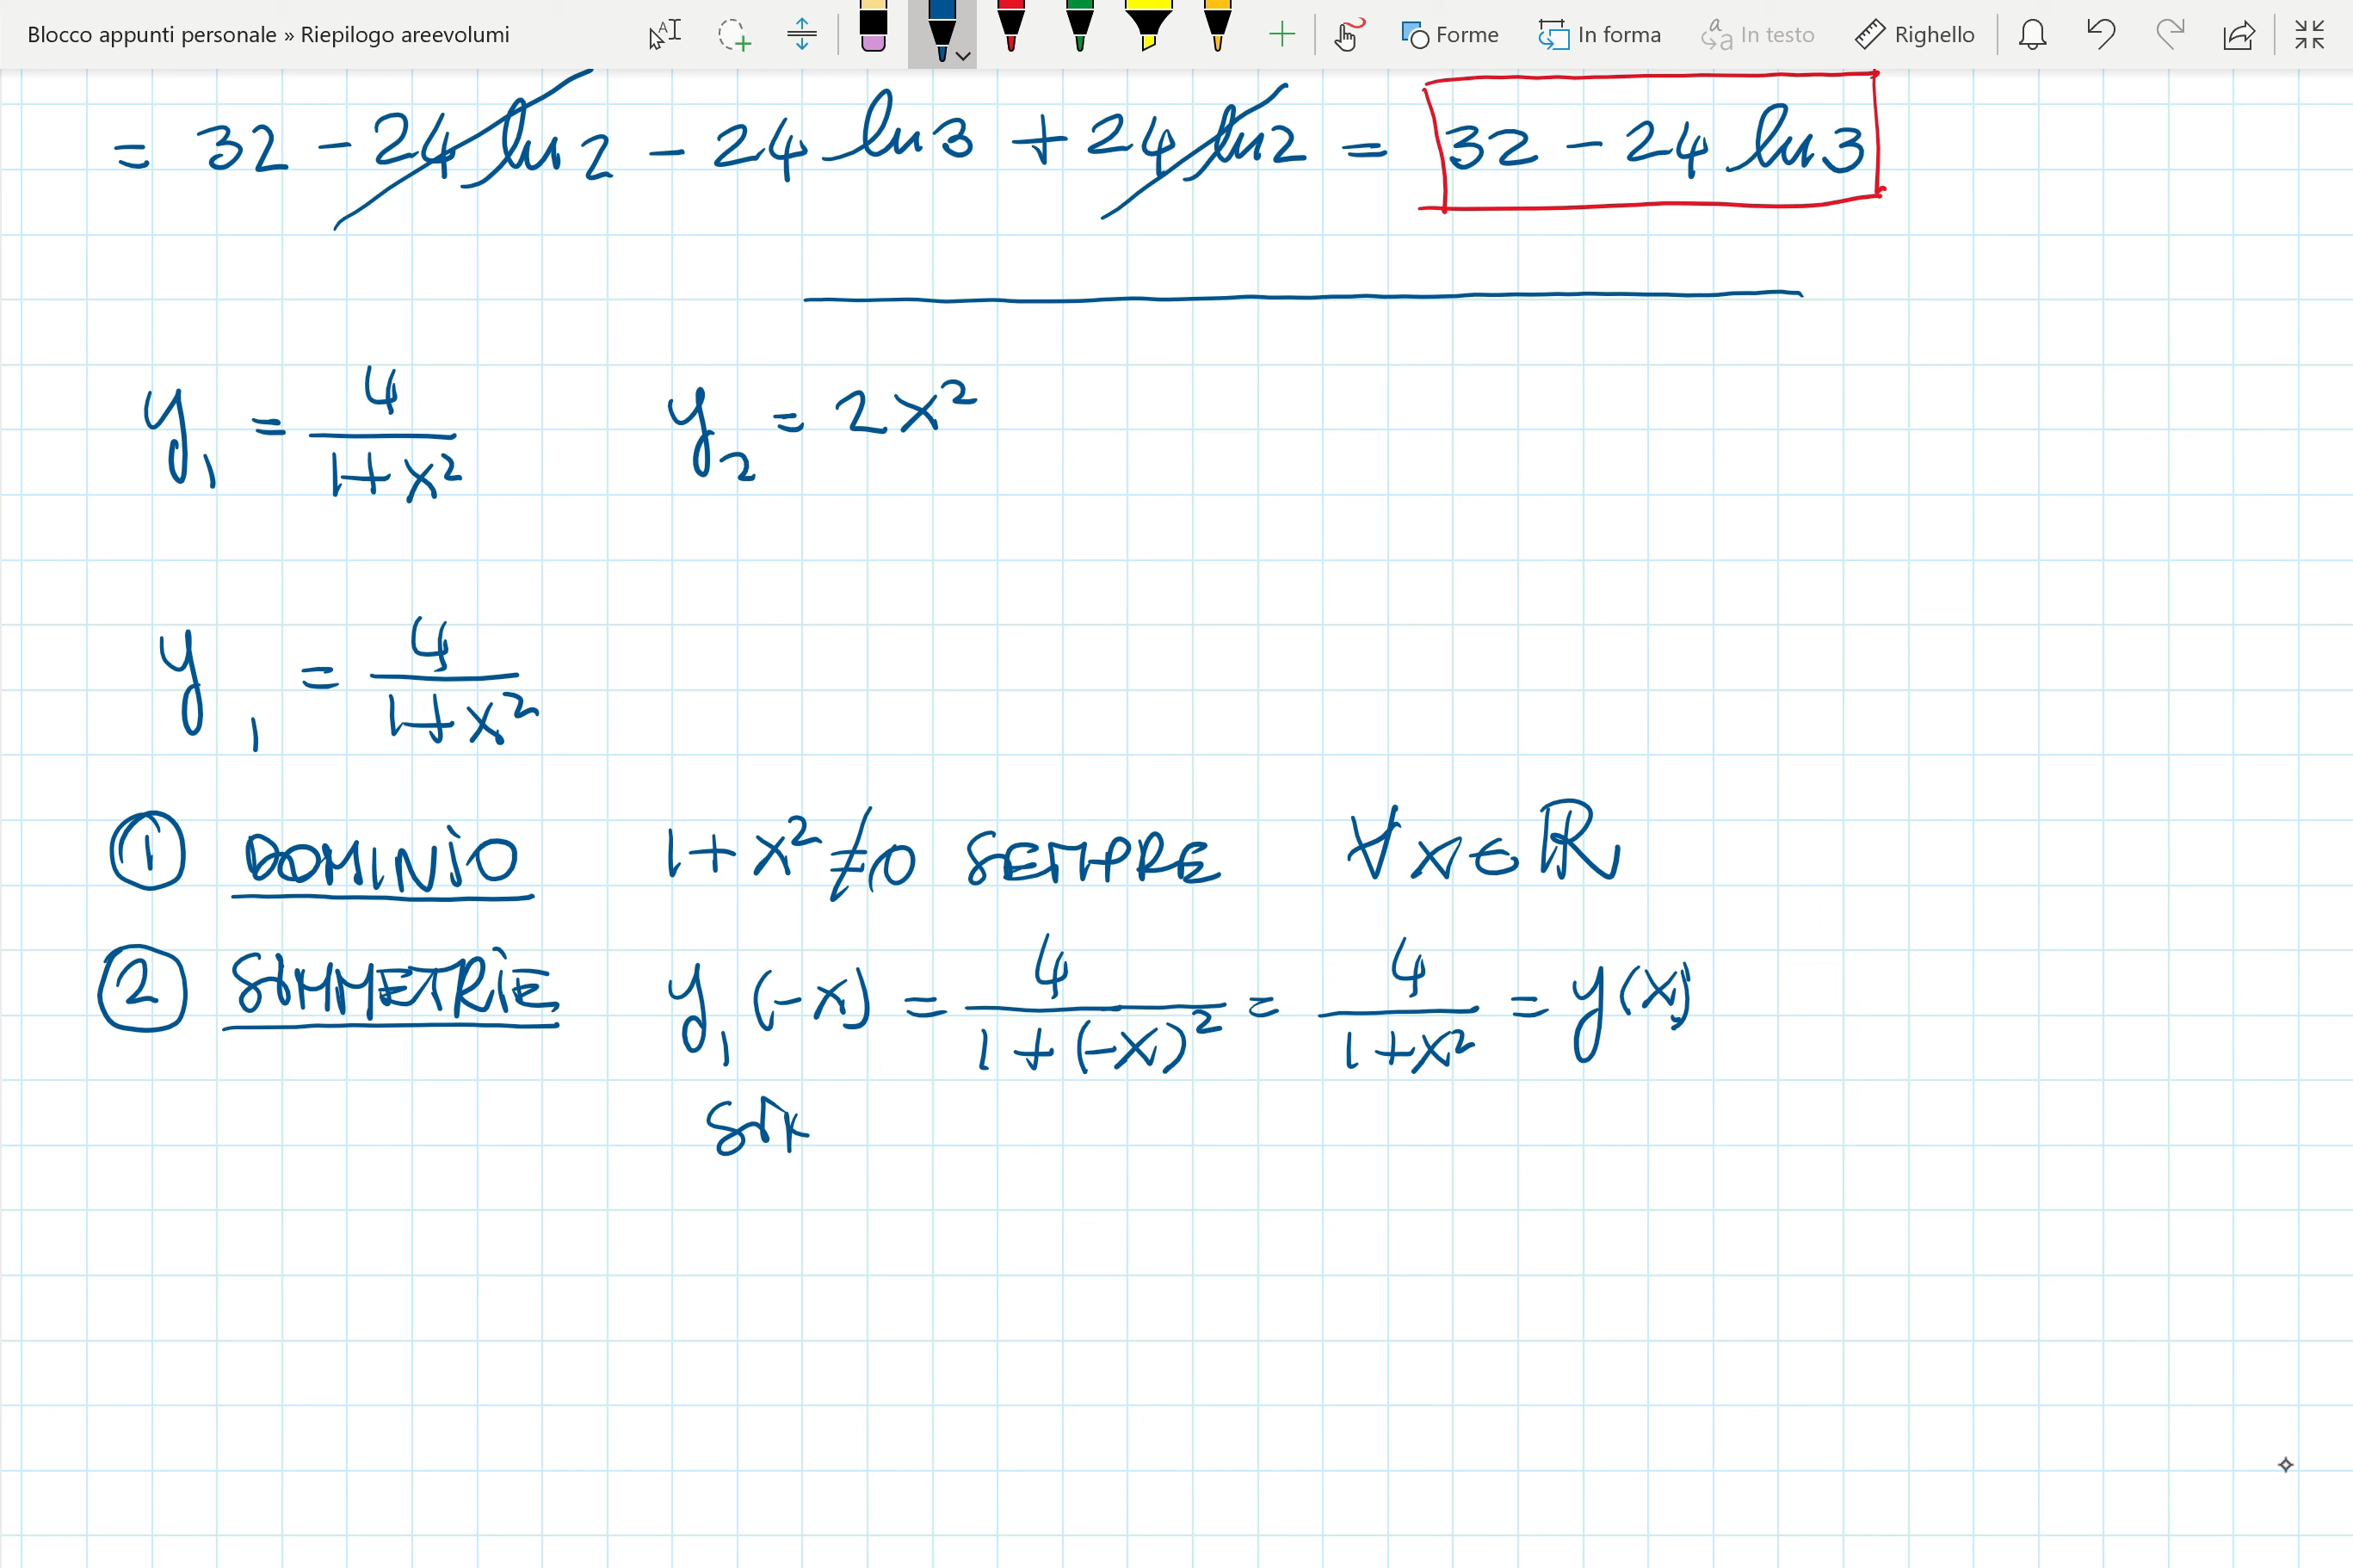 Blocco appunti personale » Riepilogo areevolumi Forme In forma In testo Righello
= 32 - 24 ln 2 - 24 ln 3 + 24 ln 2 = 32 - 24 ln 3
y₁ = 4/(1+x²) y₂ = 2x²
y₁ = 4/(1+x²)
① DOMINIO 1+x² ≠ 0 SEMPRE ∀x∈ℝ
② SIMMETRIE y₁(-x) = 4/(1+(-x)²) = 4/(1+x²) = y(x)